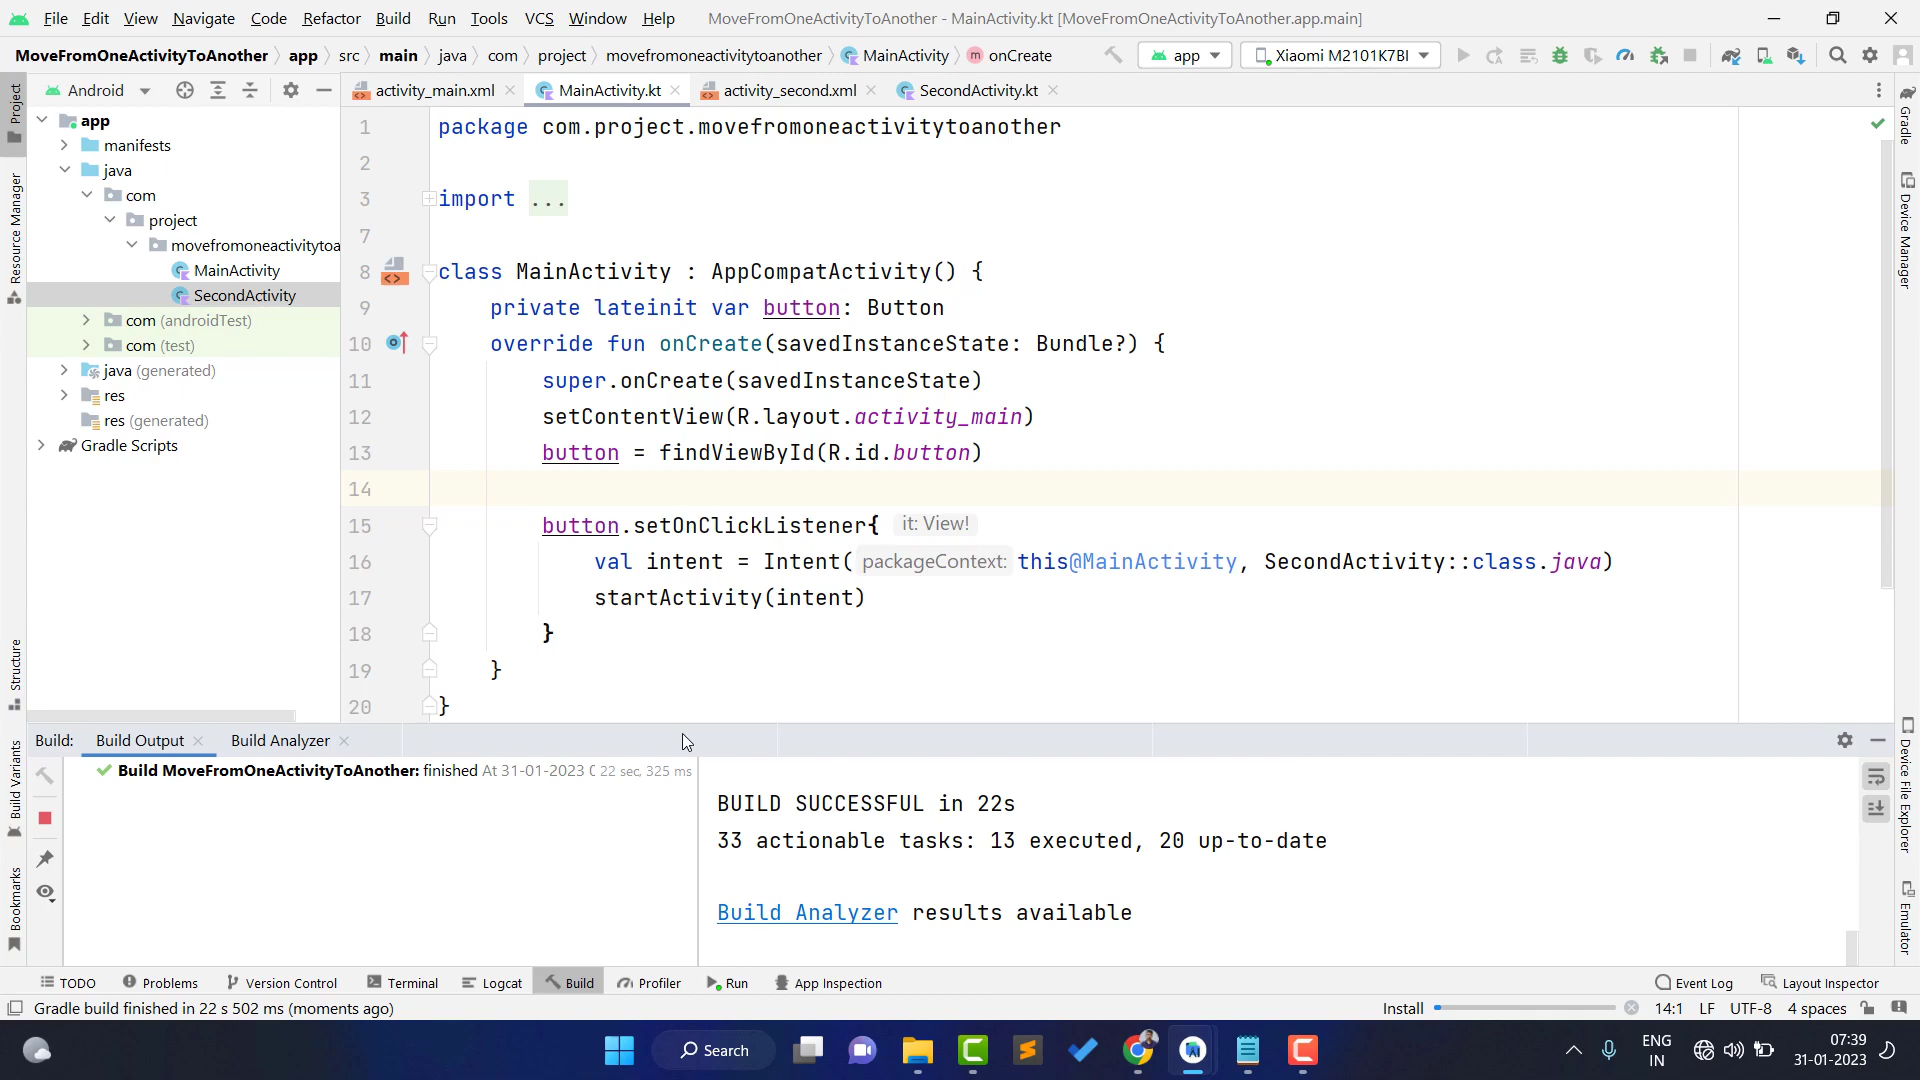 File Edit View Navigate Code Refactor Build Run Tools VCS Window Help MoveFromOneActivityToAnother - MainActivity.kt [MoveFromOneActivityToAnother.app.main]
MoveFromOneActivityToAnother app src main java com project movefromoneactivitytoanother MainActivity onCreate app Xiaomi M2101K7BI
Android activity_main.xml MainActivity.kt activity_second.xml SecondActivity.kt
Project
Resource Manager
Structure
Build Variants
Bookmarks
app
manifests
java
com
project
movefromoneactivitytoa
MainActivity
SecondActivity
com (androidTest)
com (test)
java (generated)
res
res (generated)
Gradle Scripts
1 package com.project.movefromoneactivitytoanother
2
3 import ...
7
8 class MainActivity : AppCompatActivity() {
9 private lateinit var button: Button
10 override fun onCreate(savedInstanceState: Bundle?) {
11 super.onCreate(savedInstanceState)
12 setContentView(R.layout.activity_main)
13 button = findViewById(R.id.button)
14
15 button.setOnClickListener{ it: View!
16 val intent = Intent( packageContext: this@MainActivity, SecondActivity::class.java)
17 startActivity(intent)
18 }
19 }
20 }
Gradle
Device Manager
Device File Explorer
Emulator
Build: Build Output Build Analyzer
Build MoveFromOneActivityToAnother: finished At 31-01-2023 0 22 sec, 325 ms
BUILD SUCCESSFUL in 22s
33 actionable tasks: 13 executed, 20 up-to-date
Build Analyzer results available
TODO Problems Version Control Terminal Logcat Build Profiler Run App Inspection Event Log Layout Inspector
Gradle build finished in 22 s 502 ms (moments ago) Install 14:1 LF UTF-8 4 spaces
Search
ENG
IN
07:39
31-01-2023